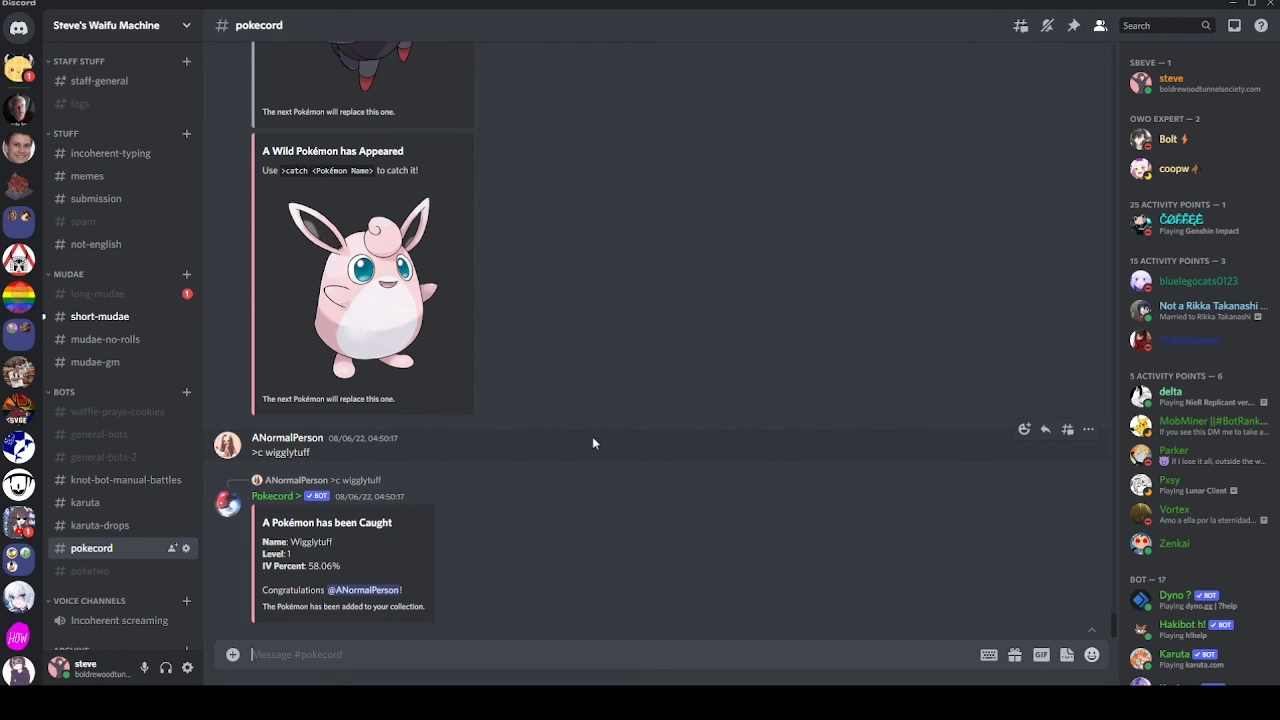 Discord
Steve's Waifu Machine
STAFF STUFF
staff-general
logs
STUFF
incoherent-typing
memes
submission
spam
not-english
MUDAE
long-mudae
1
short-mudae
mudae-no-rolls
mudae-gm
BOTS
waffle-prays-cookies
general-bots
general-bots-2
knot-bot-manual-battles
karuta
karuta-drops
pokecord
poketwo
VOICE CHANNELS
Incoherent screaming
steve
boldrewoodtun...
1
HOW
# pokecord
Search
The next Pokémon will replace this one.
A Wild Pokémon has Appeared
Use >catch <Pokémon Name> to catch it!
The next Pokémon will replace this one.
ANormalPerson 08/06/22, 04:50:17
>c wigglytuff
ANormalPerson >c wigglytuff
Pokecord > ✓ BOT 08/06/22, 04:50:17
A Pokémon has been Caught
Name: Wigglytuff
Level: 1
IV Percent: 58.06%
Congratulations @ANormalPerson!
The Pokémon has been added to your collection.
Message #pokecord
GIF
SBEVE — 1
steve
boldrewoodtunnelsociety.com
OWO EXPERT — 2
Bolt
coopw
25 ACTIVITY POINTS — 1
Playing Genshin Impact
15 ACTIVITY POINTS — 3
bluelegocats0123
Not a Rikka Takanashi ...
Married to Rikka Takanashi
5 ACTIVITY POINTS — 6
delta
Playing NieR Replicant ver....
MobMiner ||#BotRank...
If you see this DM me to take a...
Parker
If I lose it all, outside the w...
Pxsy
Playing Lunar Client
Vortex
Amo a ella por la eternidad...
Zenkai
BOT — 17
Dyno ? ✓ BOT
Playing dyno.gg | ?help
Hakibot h! ✓ BOT
Playing h!help
Karuta ✓ BOT
Playing karuta.com